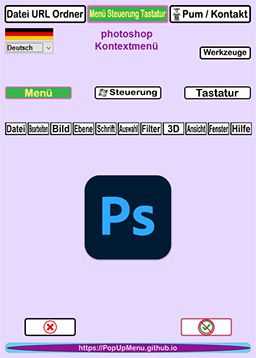 Datei URL Ordner Menü Steuerung Tastatur Pum / Kontakt
photoshop
Kontextmenü
Deutsch
Werkzeuge
Menü Steuerung Tastatur
Datei Bearbeiten Bild Ebene Schrift Auswahl Filter 3D Ansicht Fenster Hilfe
Ps
https://PopUpMenu.github.io